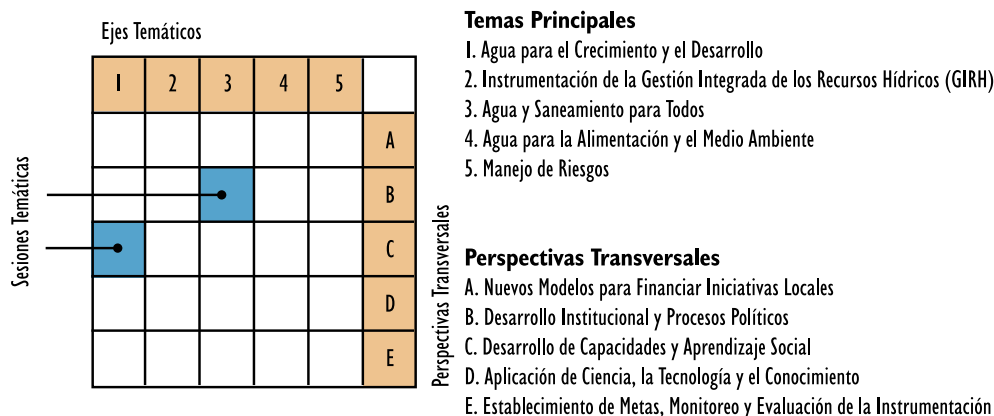 Ejes Temáticos
1 2 3 4 5
A
B
C
D
E
Sesiones Temáticas
Perspectivas Transversales
Temas Principales
1. Agua para el Crecimiento y el Desarrollo
2. Instrumentación de la Gestión Integrada de los Recursos Hídricos (GIRH)
3. Agua y Saneamiento para Todos
4. Agua para la Alimentación y el Medio Ambiente
5. Manejo de Riesgos
Perspectivas Transversales
A. Nuevos Modelos para Financiar Iniciativas Locales
B. Desarrollo Institucional y Procesos Políticos
C. Desarrollo de Capacidades y Aprendizaje Social
D. Aplicación de Ciencia, la Tecnología y el Conocimiento
E. Establecimiento de Metas, Monitoreo y Evaluación de la Instrumentación